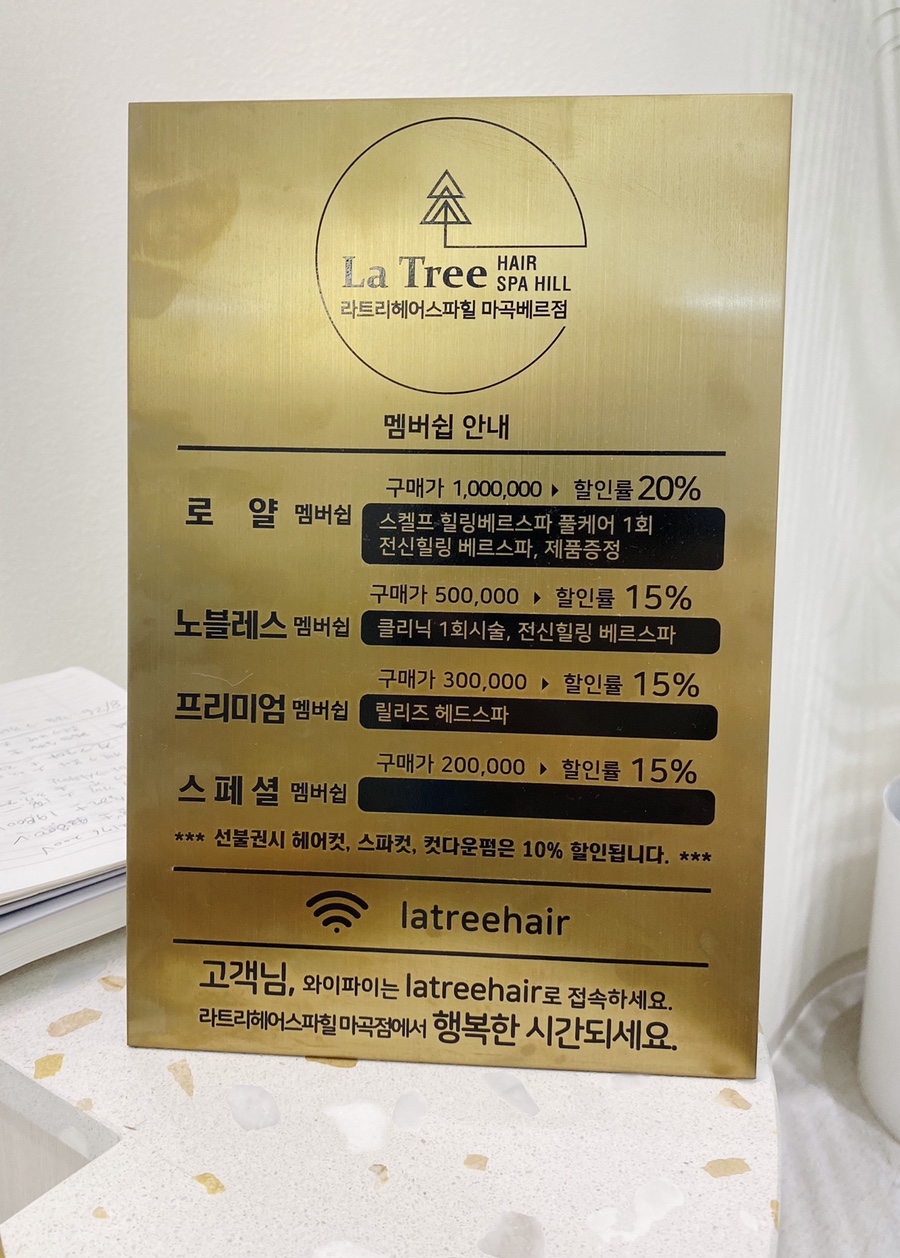 La Tree HAIR
SPA HILL
라트리헤어스파힐 마곡베르점
멤버쉽 안내
로 얄 멤버쉽
구매가 1,000,000 ▶ 할인률 20%
스켈프 힐링베르스파 풀케어 1회
전신힐링 베르스파, 제품증정
노블레스 멤버쉽
구매가 500,000 ▶ 할인률 15%
클리닉 1회시술, 전신힐링 베르스파
프리미엄 멤버쉽
구매가 300,000 ▶ 할인률 15%
릴리즈 헤드스파
스페셜 멤버쉽
구매가 200,000 ▶ 할인률 15%
*** 선불권시 헤어컷, 스파컷, 컷다운펌은 10% 할인됩니다. ***
latreehair
고객님, 와이파이는 latreehair로 접속하세요.
라트리헤어스파힐 마곡점에서 행복한 시간되세요.
8/26